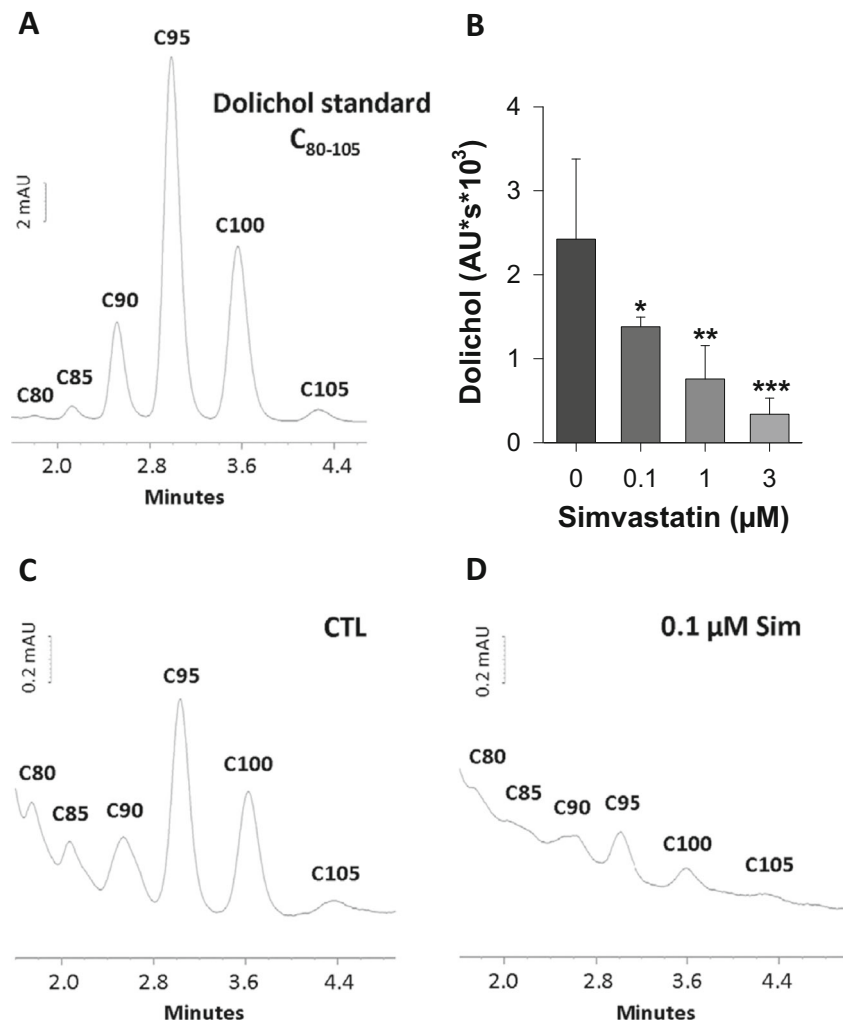 A
2 mAU
Dolichol standard
C80-105
C80
C85
C90
C95
C100
C105
2.0 2.8 3.6 4.4
Minutes
B
Dolichol (AU*s*10³)
4
3
2
1
0
*
**
***
0 0.1 1 3
Simvastatin (µM)
C
0.2 mAU
CTL
C80
C85
C90
C95
C100
C105
2.0 2.8 3.6 4.4
Minutes
D
0.2 mAU
0.1 µM Sim
C80
C85
C90
C95
C100
C105
2.0 2.8 3.6 4.4
Minutes